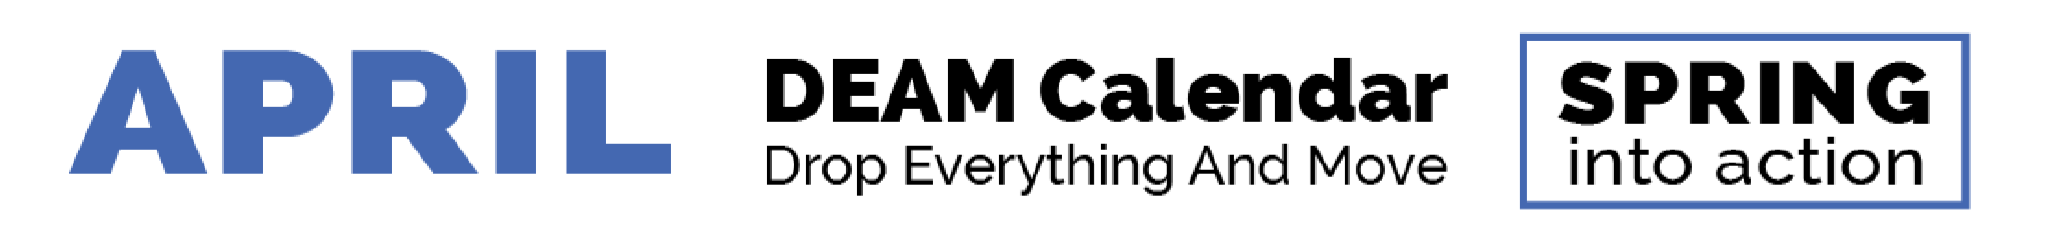 APRIL
DEAM Calendar
Drop Everything And Move
SPRING
into action